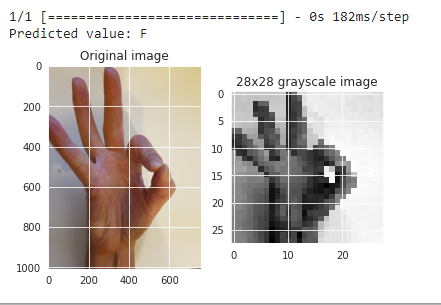 1/1 [==============================] - 0s 182ms/step
Predicted value: F
Original image
0
200
400
600
800
1000
0 200 400 600
28x28 grayscale image
0
5
10
15
20
25
0 10 20